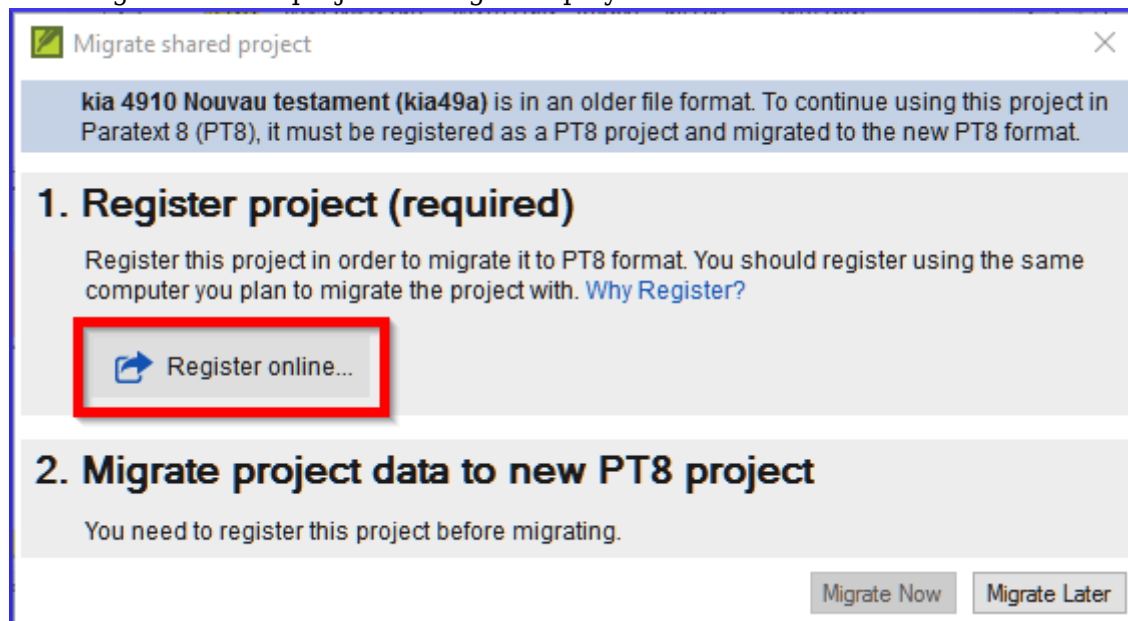 Migrate shared project
kia 4910 Nouvau testament (kia49a) is in an older file format. To continue using this project in
Paratext 8 (PT8), it must be registered as a PT8 project and migrated to the new PT8 format.
1. Register project (required)
Register this project in order to migrate it to PT8 format. You should register using the same
computer you plan to migrate the project with. Why Register?
Register online...
2. Migrate project data to new PT8 project
You need to register this project before migrating.
Migrate Now Migrate Later